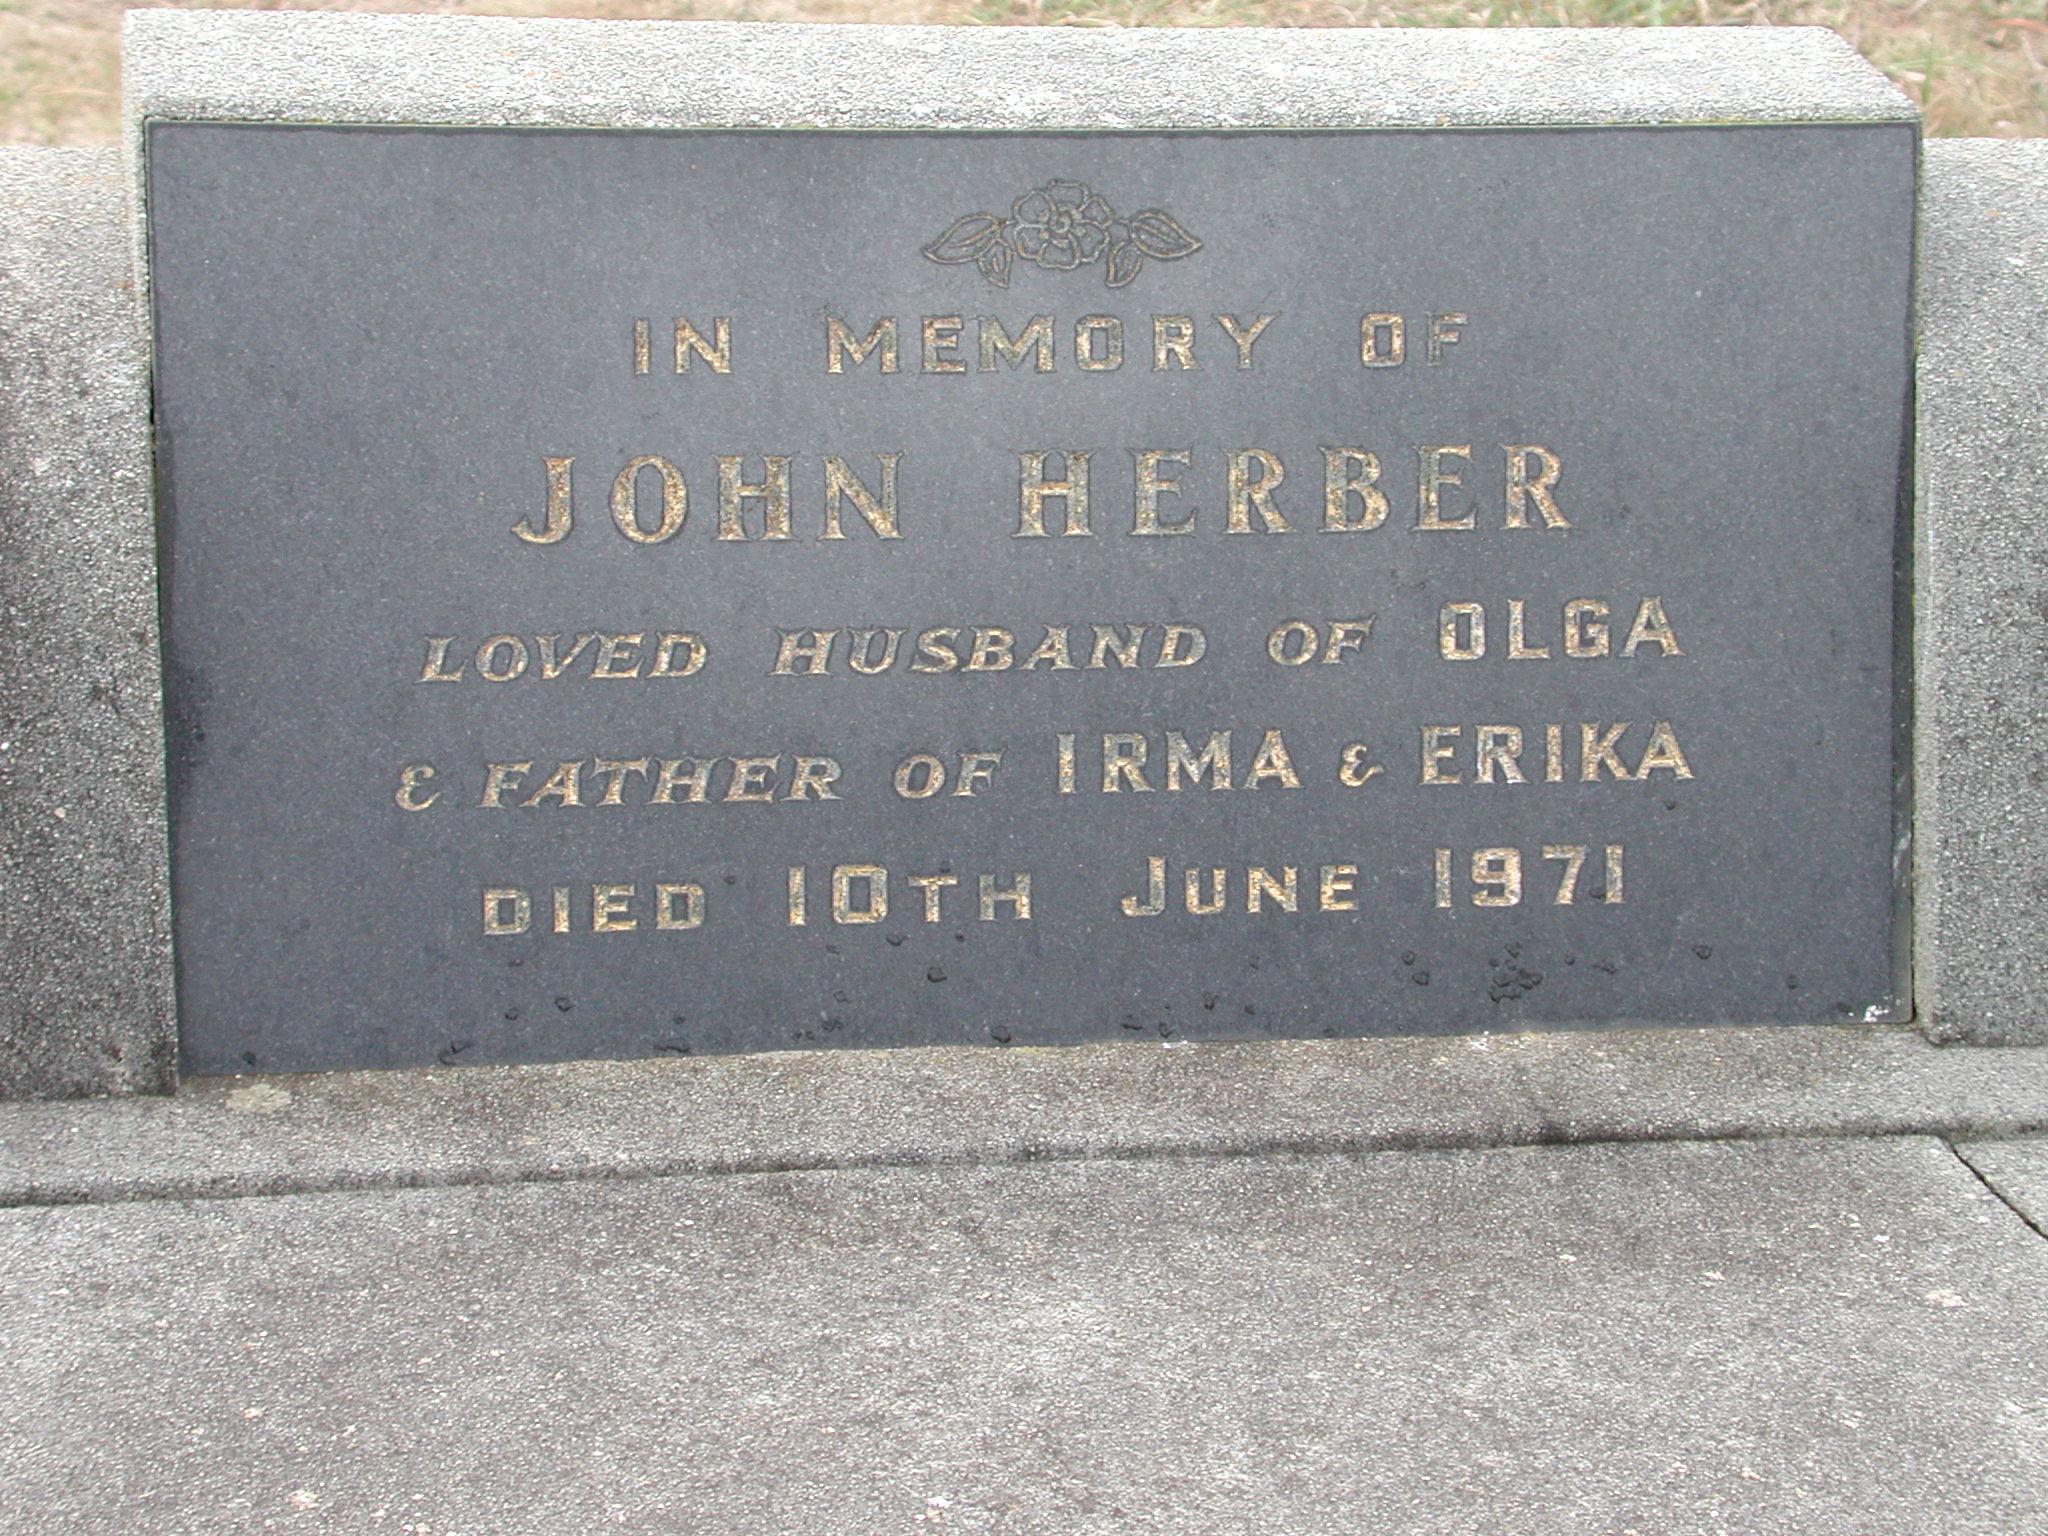 IN MEMORY OF
JOHN HERBER
LOVED HUSBAND OF OLGA
& FATHER OF IRMA & ERIKA
DIED 10TH JUNE 1971